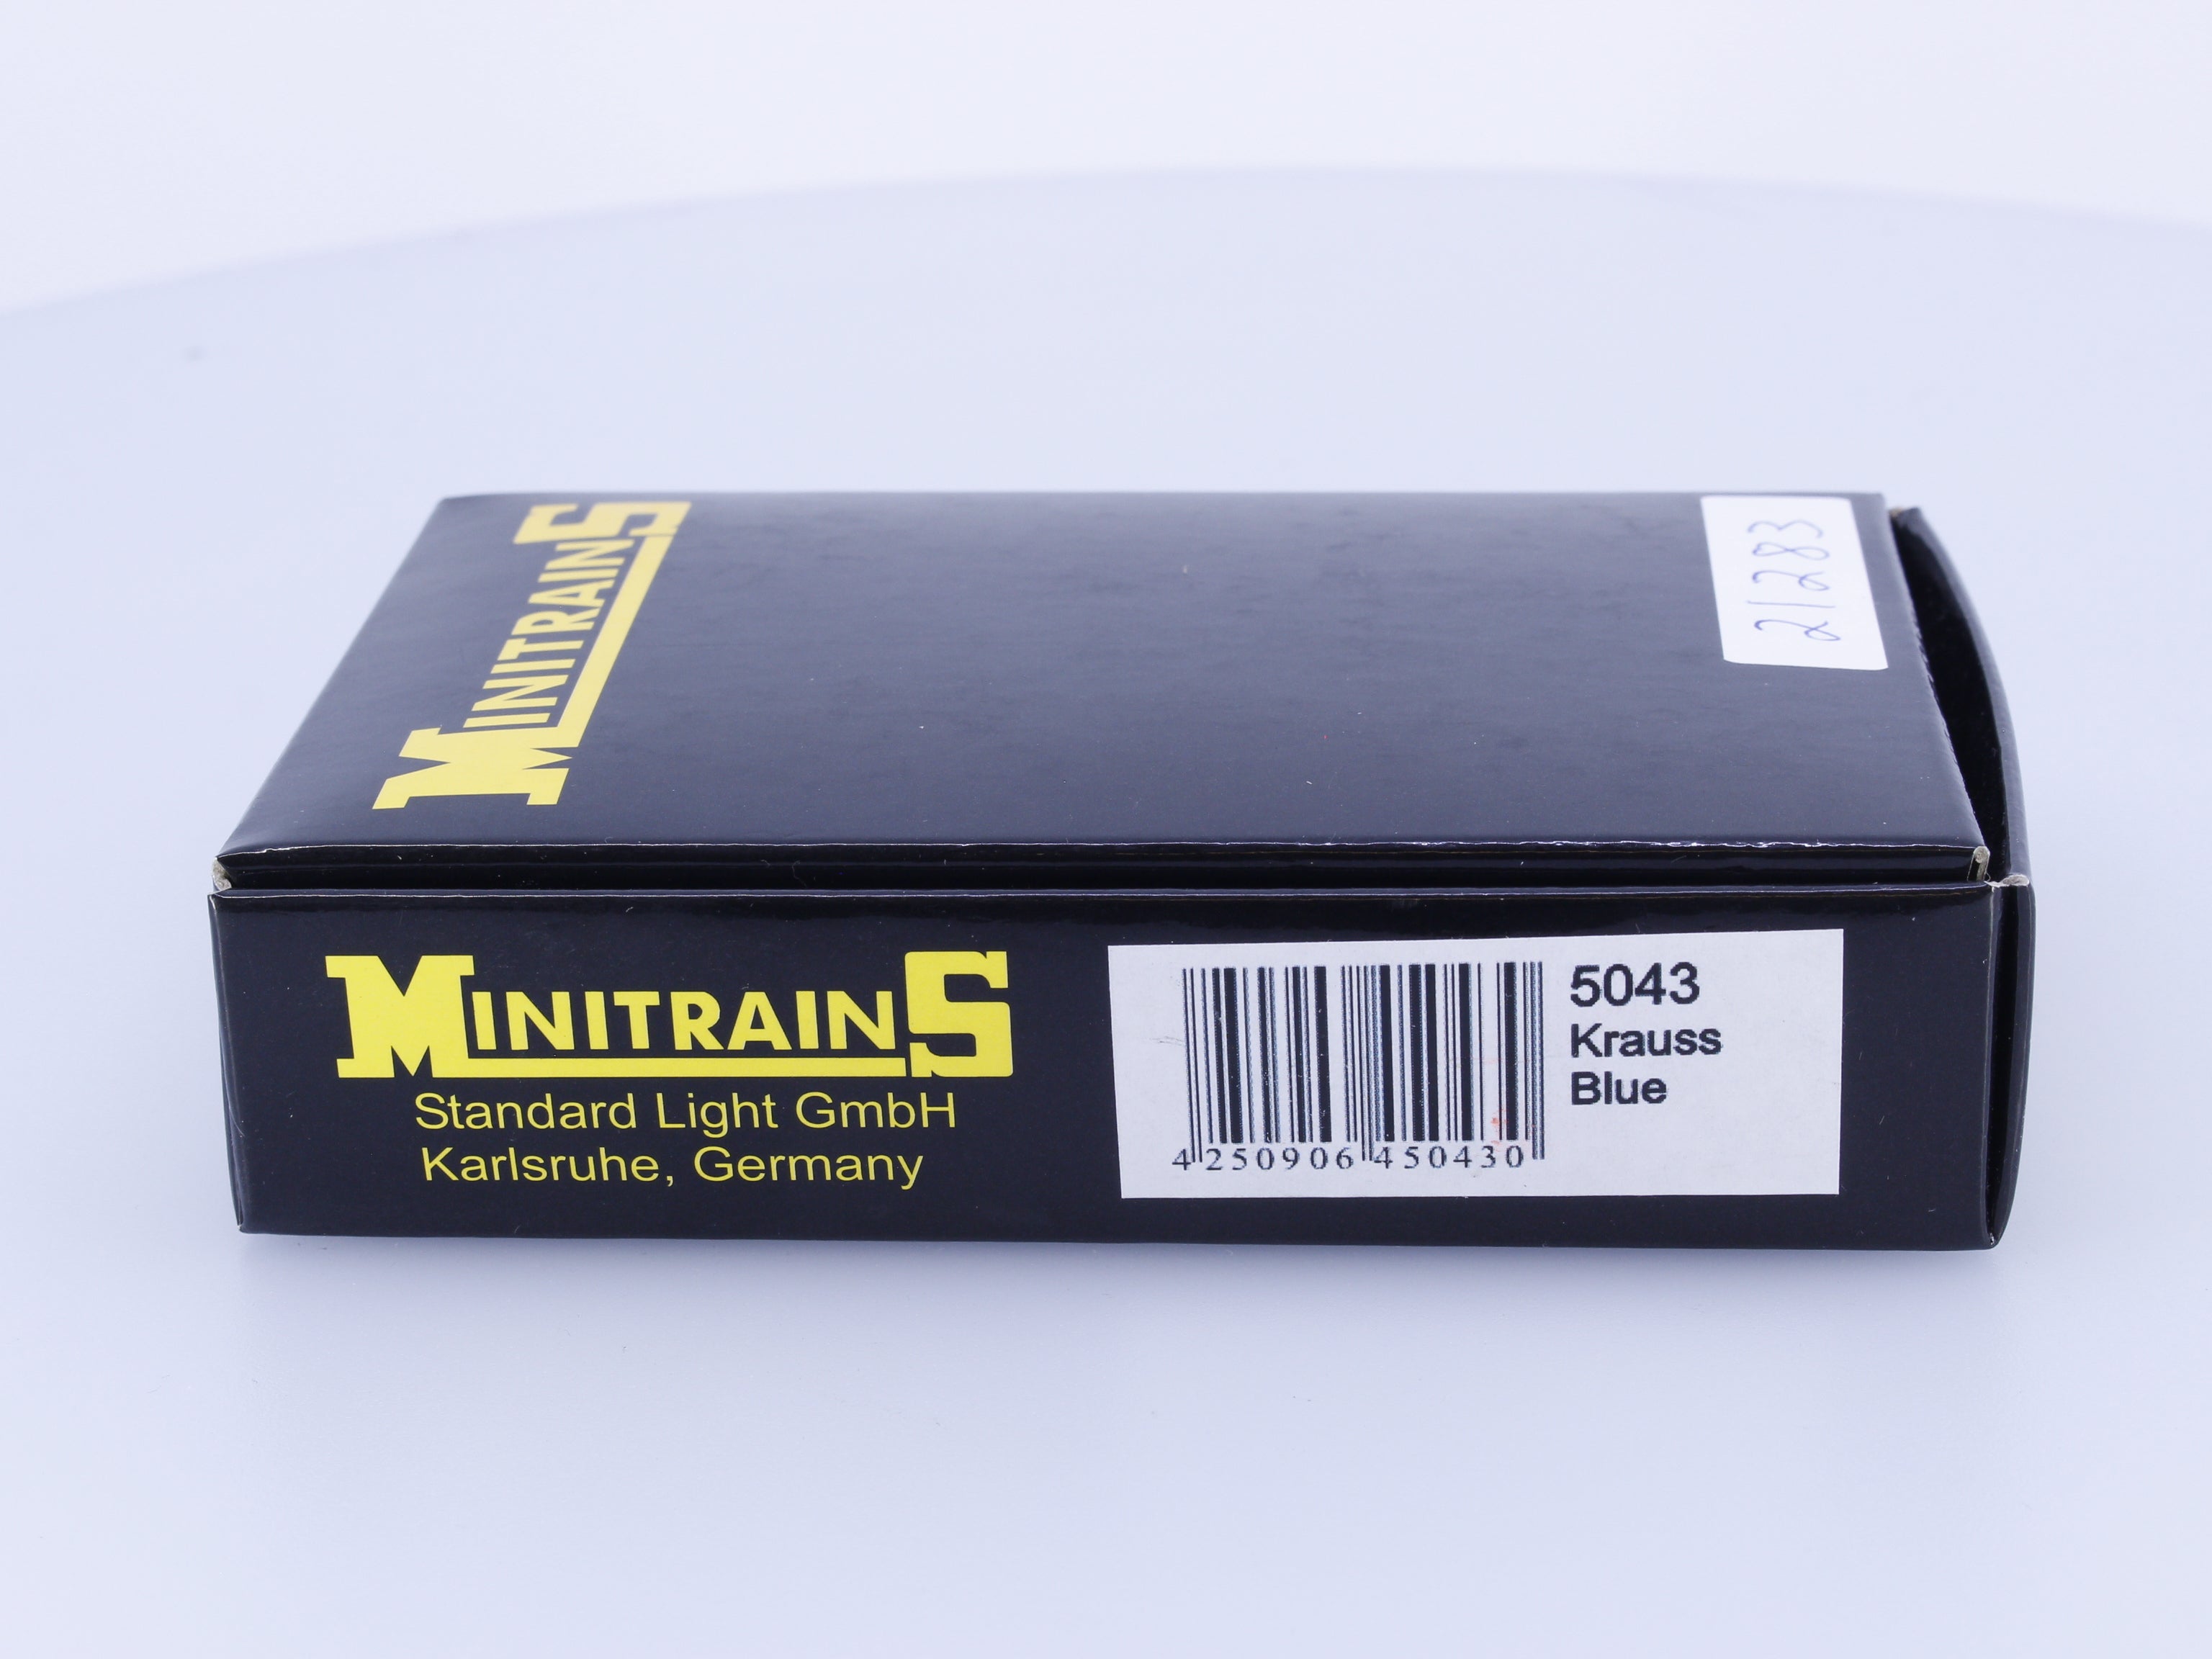 MINITRAINS
21283
MINITRAINS
Standard Light GmbH
Karlsruhe, Germany
5043
Krauss
Blue
4 250906 450430